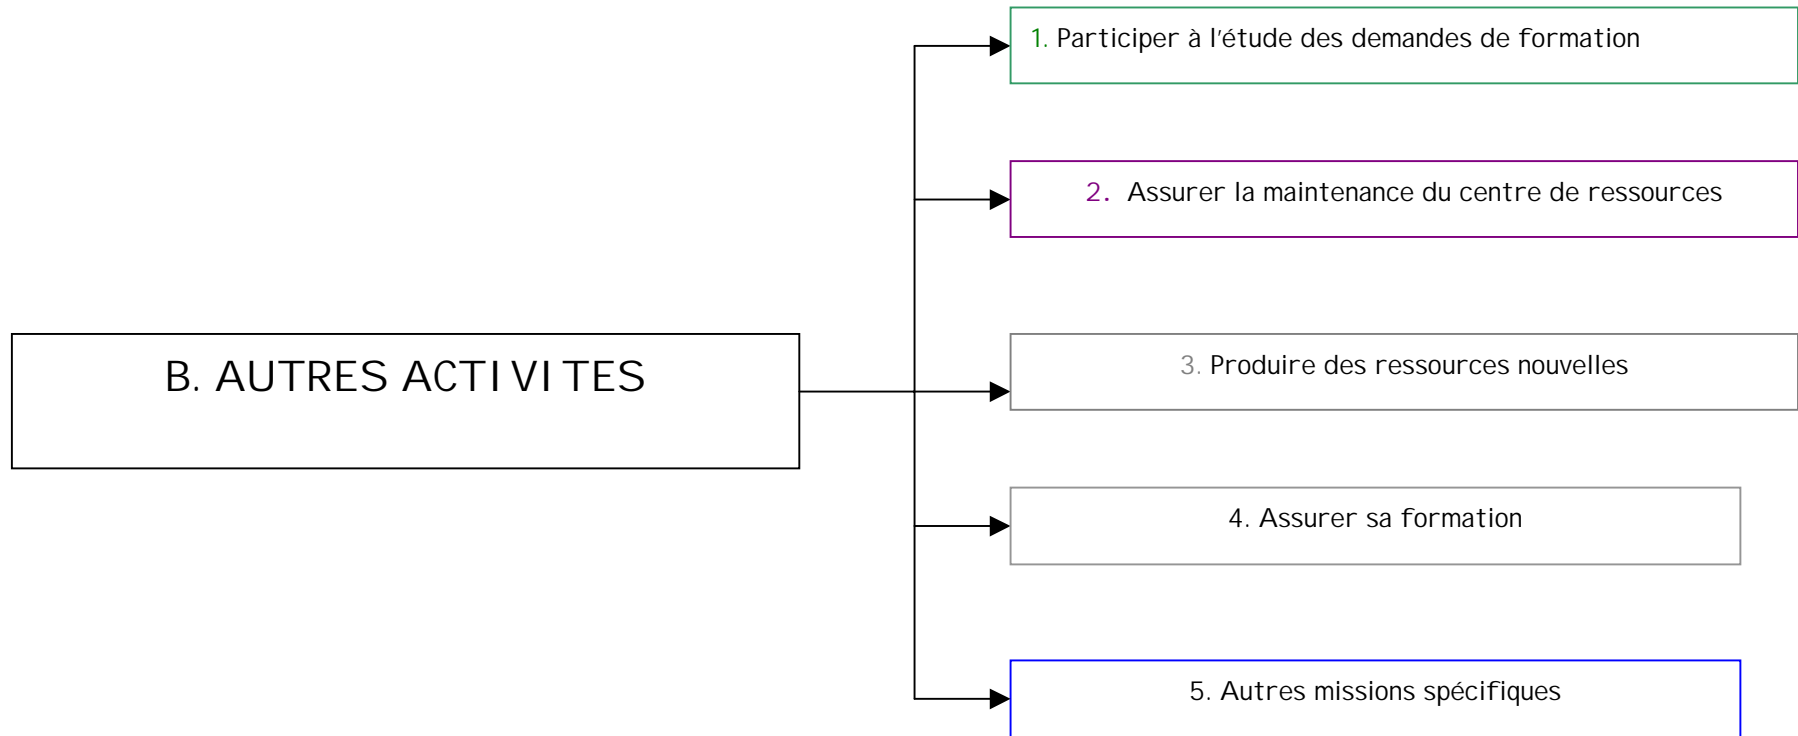 1. Participer à l'étude des demandes de formation
2. Assurer la maintenance du centre de ressources
B. AUTRES ACTIVITES
3. Produire des ressources nouvelles
4. Assurer sa formation
5. Autres missions spécifiques